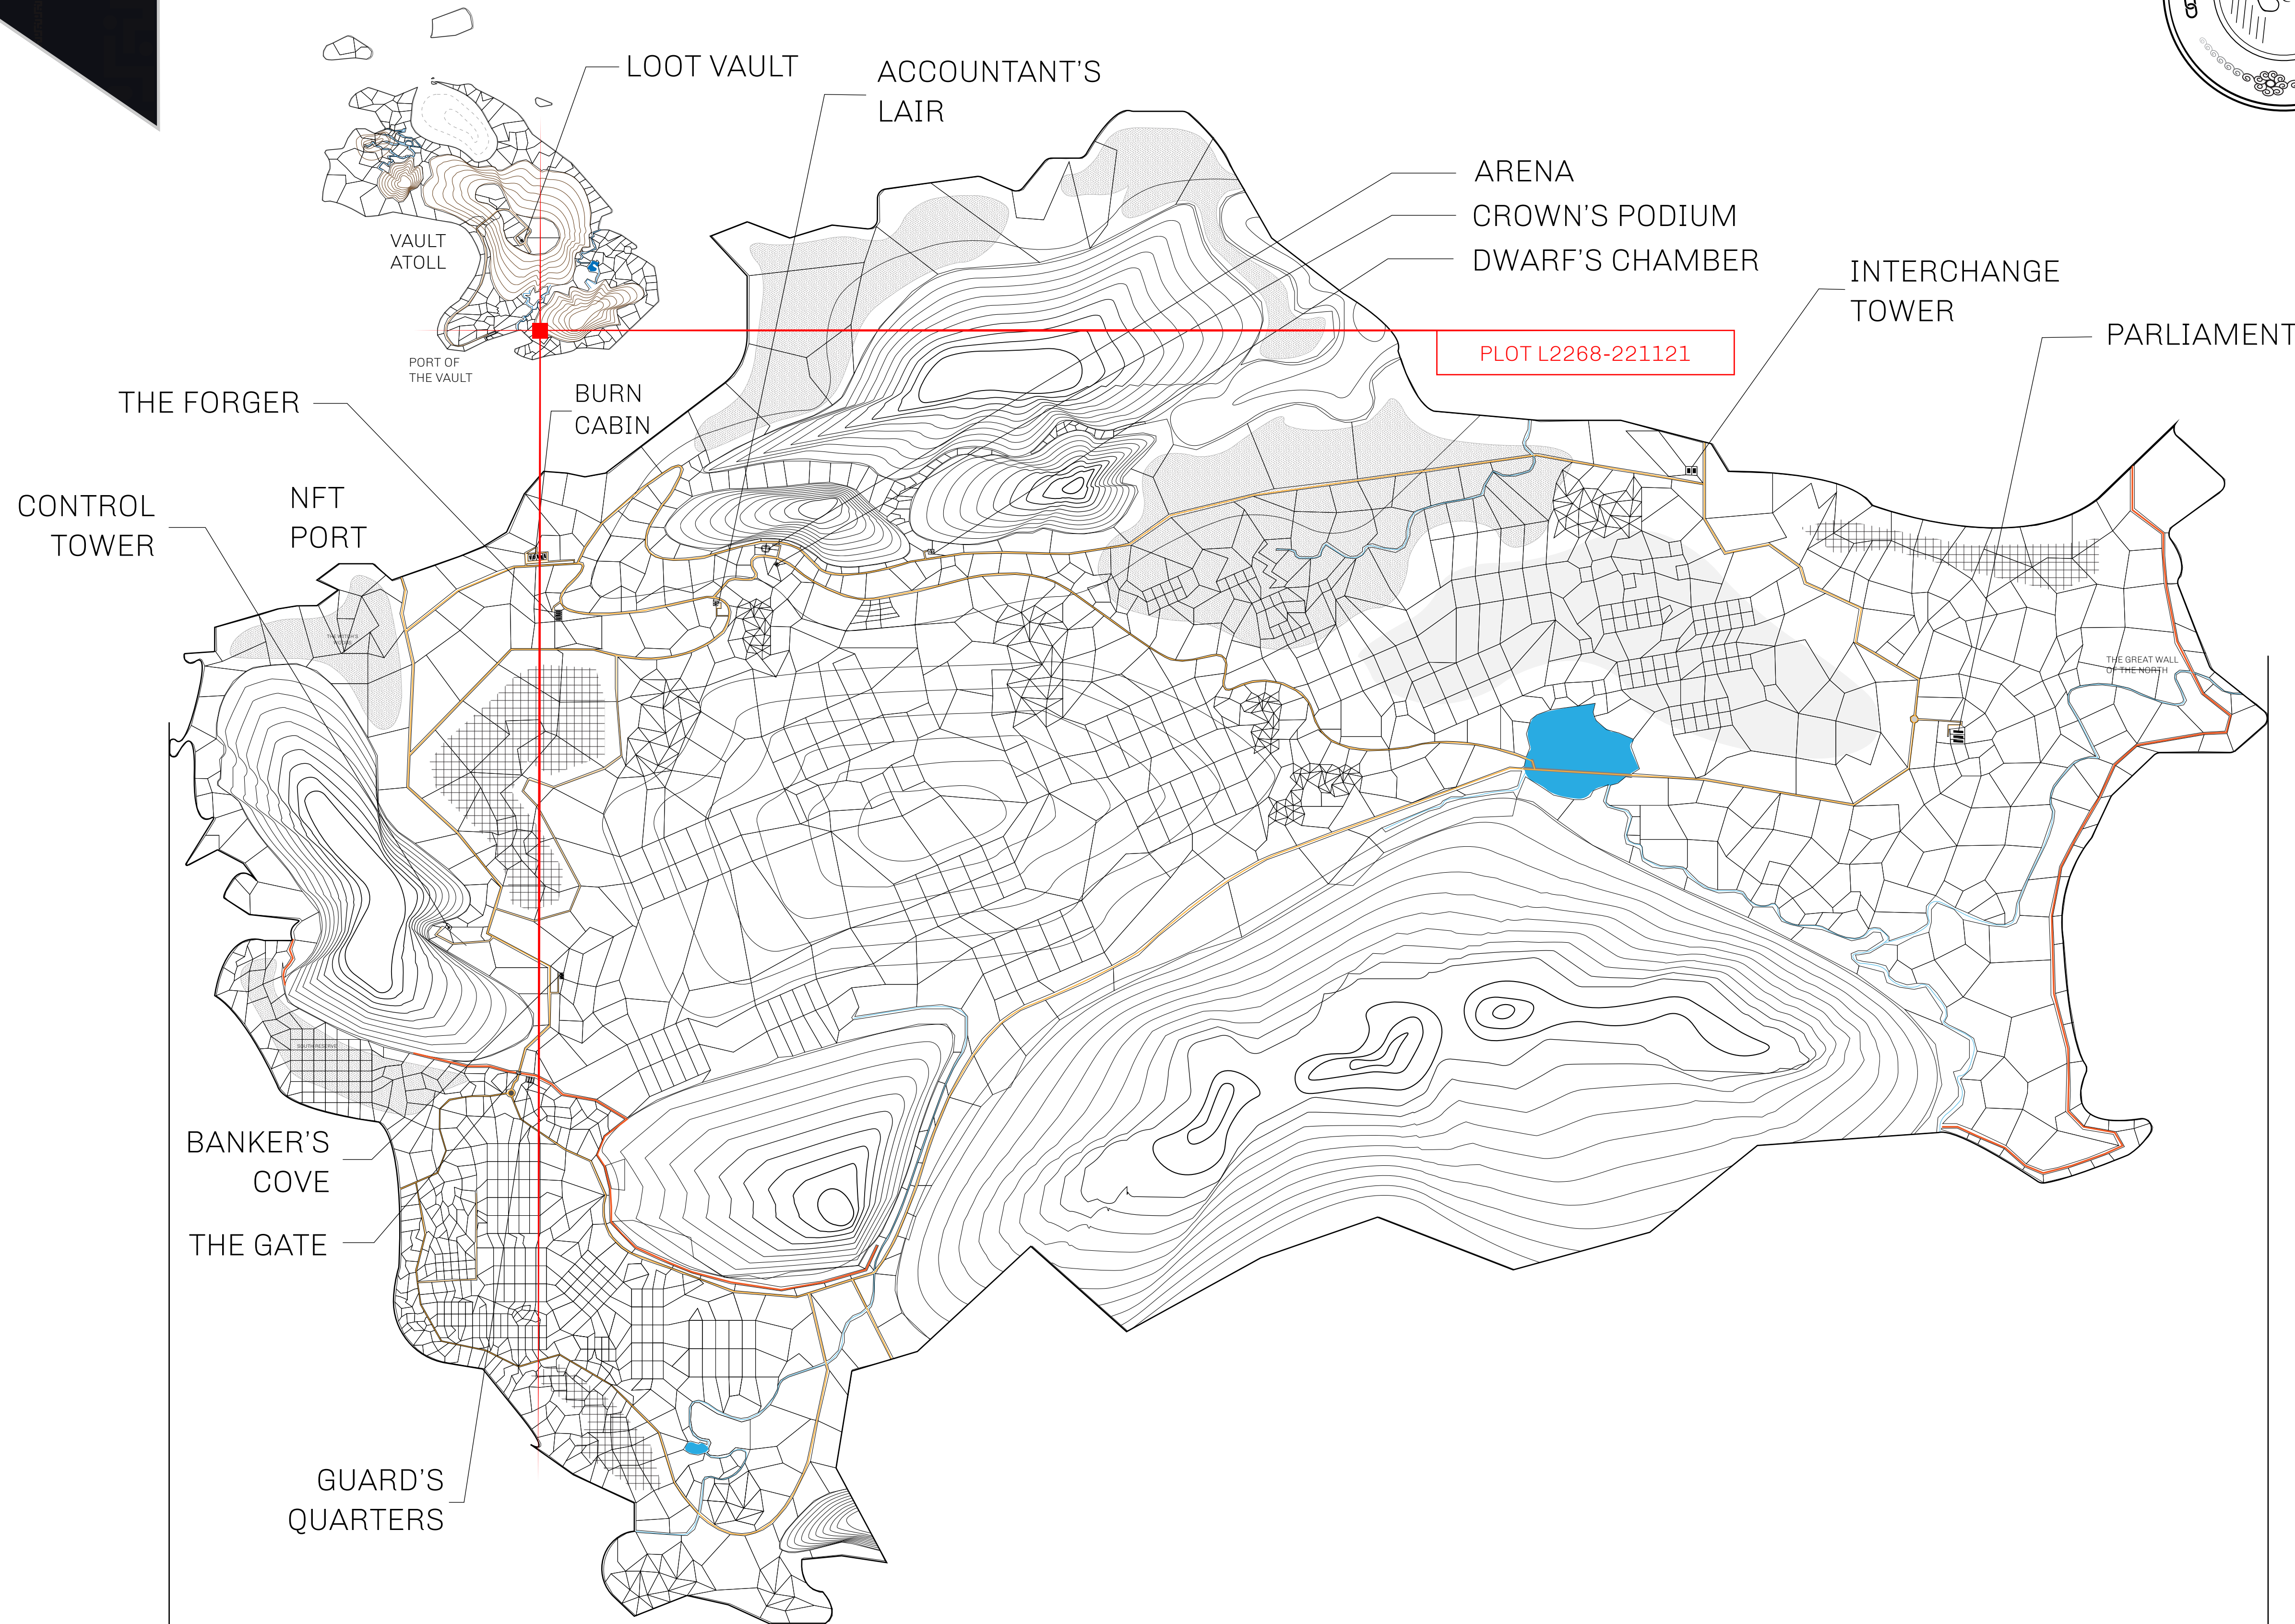 LOOT VAULT
ACCOUNTANT'S
LAIR
ARENA
CROWN'S PODIUM
DWARF'S CHAMBER
INTERCHANGE
TOWER
PARLIAMENT
VAULT
ATOLL
PORT OF
THE VAULT
PLOT L2268-221121
THE FORGER
BURN
CABIN
CONTROL
TOWER
NFT
PORT
THE GREAT WALL
OF THE NORTH
SOUTH RESERVE
BANKER'S
COVE
THE GATE
GUARD'S
QUARTERS